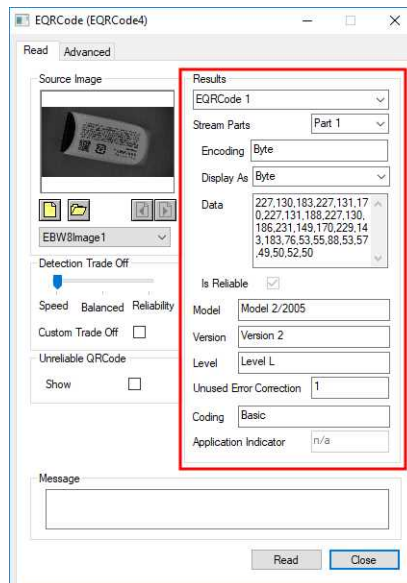 EQRCode (EQRCode4)
Read
Advanced
Source Image
EBW8Image1
Detection Trade Off
Speed Balanced Reliability
Custom Trade Off
Unreliable QRCode
Show
Results
EQRCode 1
Stream Parts Part 1
Encoding Byte
Display As Byte
Data
227,130,183,227,131,17
0,227,131,188,227,130,
186,231,149,170,229,14
3,183,76,53,55,88,53,57
,49,50,52,50
Is Reliable
Model Model 2/2005
Version Version 2
Level Level L
Unused Error Correction 1
Coding Basic
Application Indicator n/a
Message
Read
Close